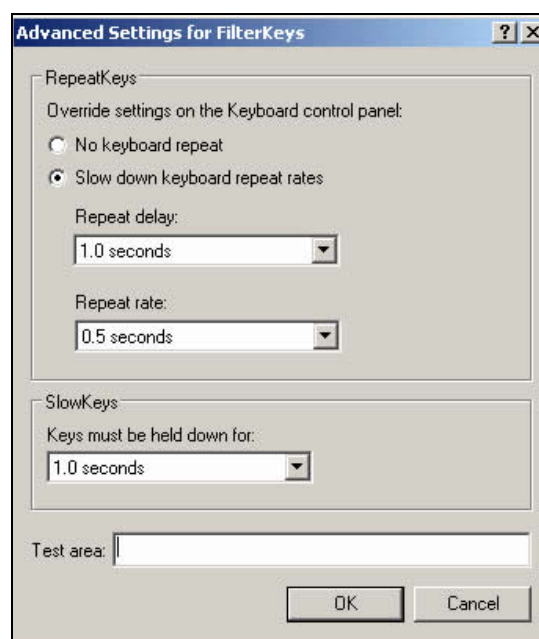 Advanced Settings for FilterKeys
RepeatKeys
Override settings on the Keyboard control panel:
No keyboard repeat
Slow down keyboard repeat rates
Repeat delay:
1.0 seconds
Repeat rate:
0.5 seconds
SlowKeys
Keys must be held down for:
1.0 seconds
Test area:
OK Cancel